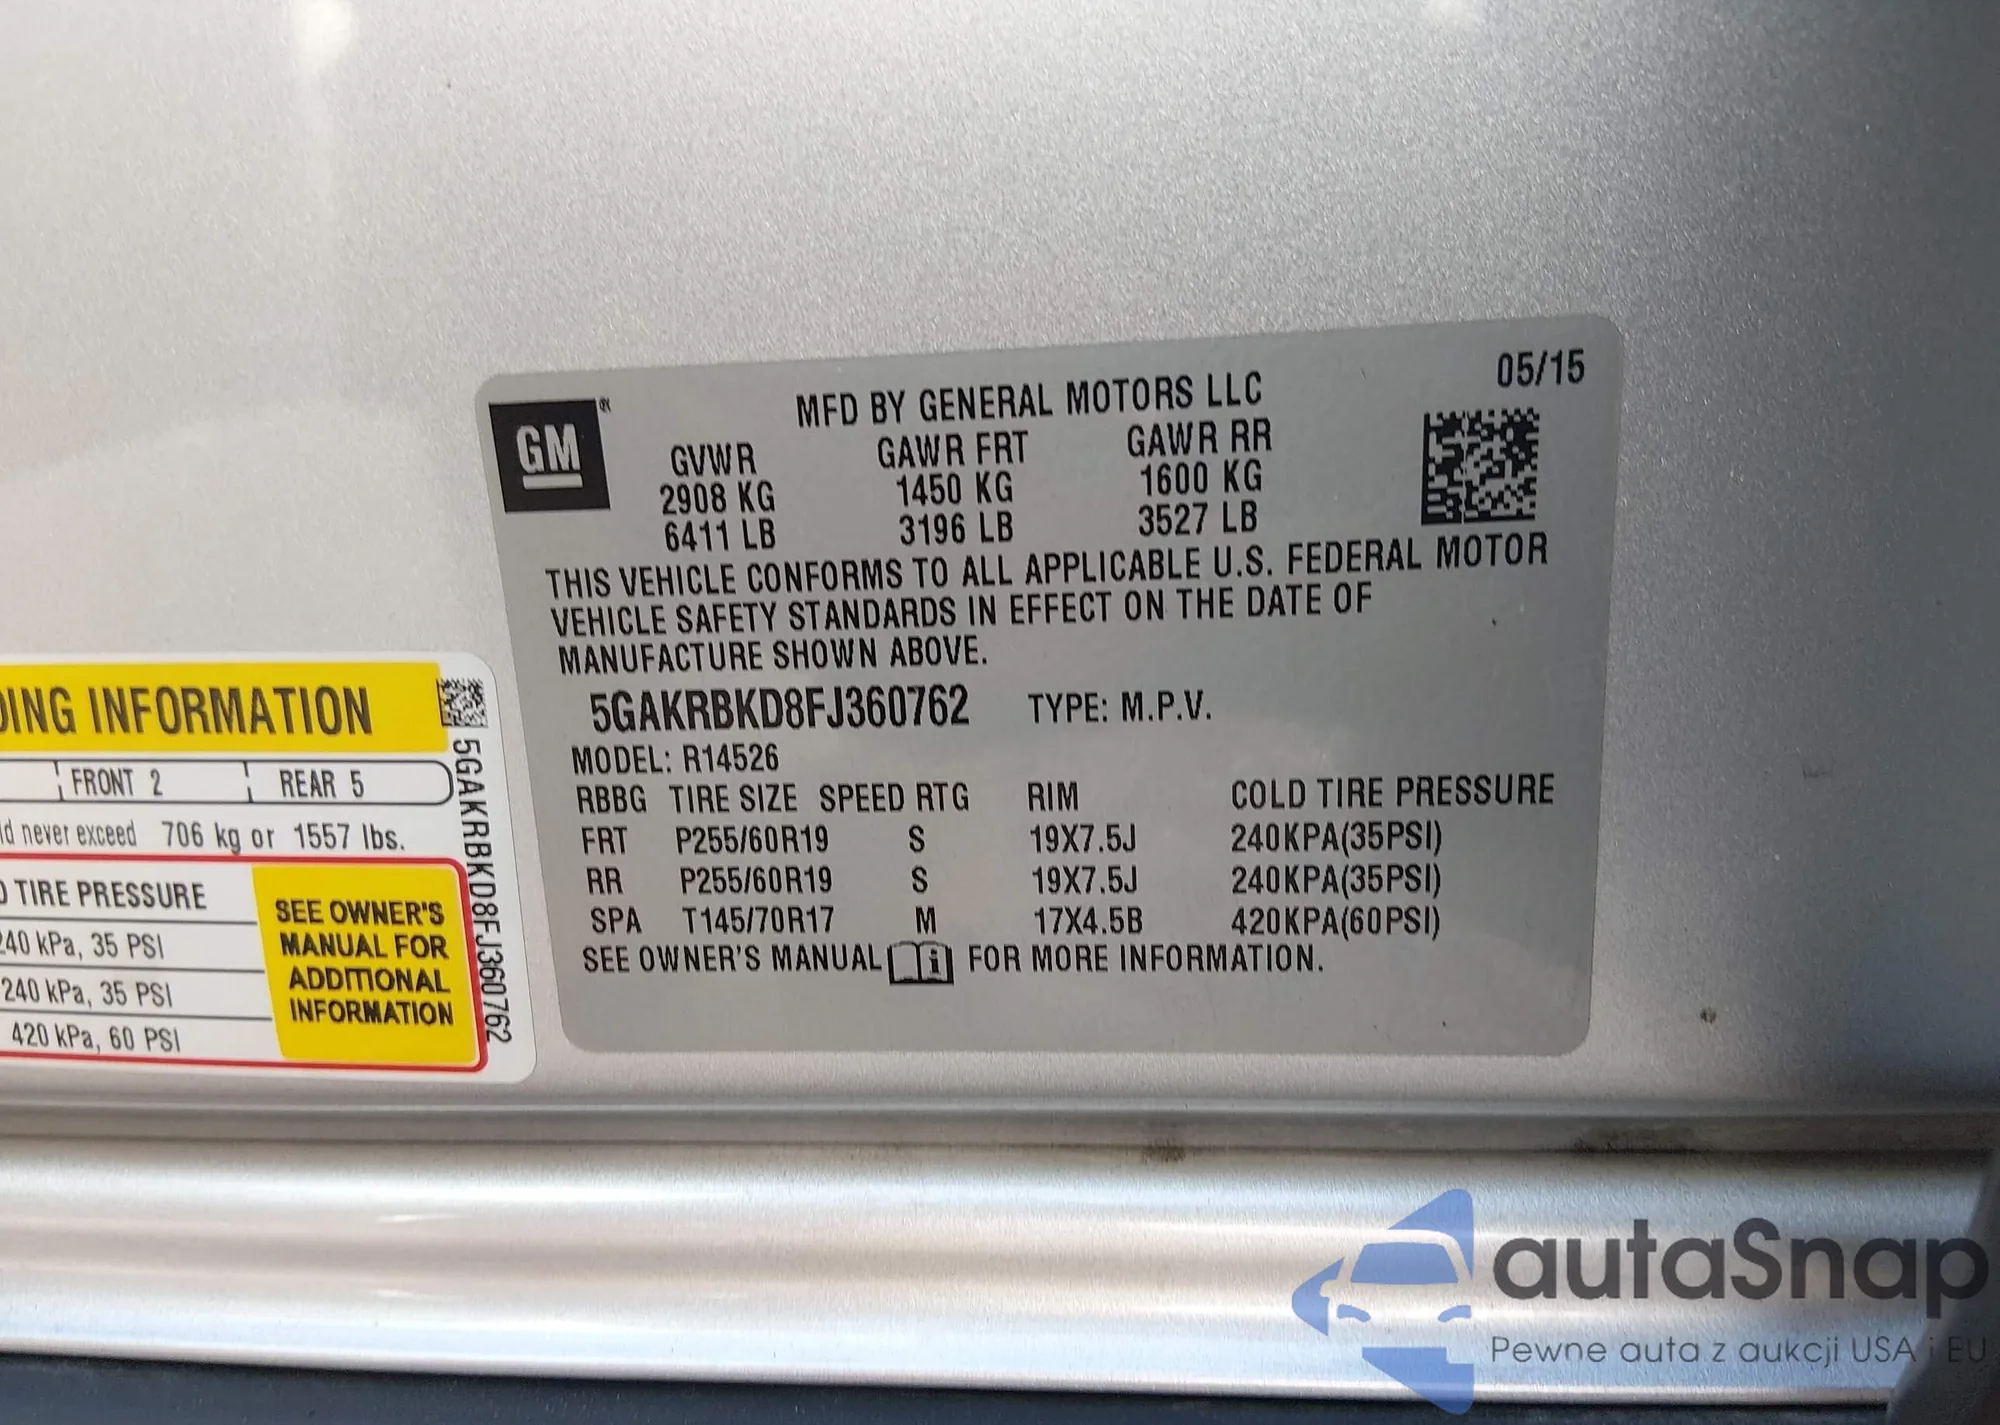 05/15
MFD BY GENERAL MOTORS LLC
GM ®
GVWR GAWR FRT GAWR RR
2908 KG 1450 KG 1600 KG
6411 LB 3196 LB 3527 LB
THIS VEHICLE CONFORMS TO ALL APPLICABLE U.S. FEDERAL MOTOR
VEHICLE SAFETY STANDARDS IN EFFECT ON THE DATE OF
MANUFACTURE SHOWN ABOVE.
5GAKRBKD8FJ360762 TYPE: M.P.V.
MODEL: R14526
RBBG TIRE SIZE SPEED RTG RIM COLD TIRE PRESSURE
FRT P255/60R19 S 19X7.5J 240KPA(35PSI)
RR P255/60R19 S 19X7.5J 240KPA(35PSI)
SPA T145/70R17 M 17X4.5B 420KPA(60PSI)
SEE OWNER'S MANUAL i FOR MORE INFORMATION.
DING INFORMATION
FRONT 2 REAR 5
ld never exceed 706 kg or 1557 lbs.
D TIRE PRESSURE
240 kPa, 35 PSI
240 kPa, 35 PSI
420 kPa, 60 PSI
SEE OWNER'S
MANUAL FOR
ADDITIONAL
INFORMATION
5GAKRBKD8FJ360762
autaSnap
Pewne auta z aukcji USA i EU